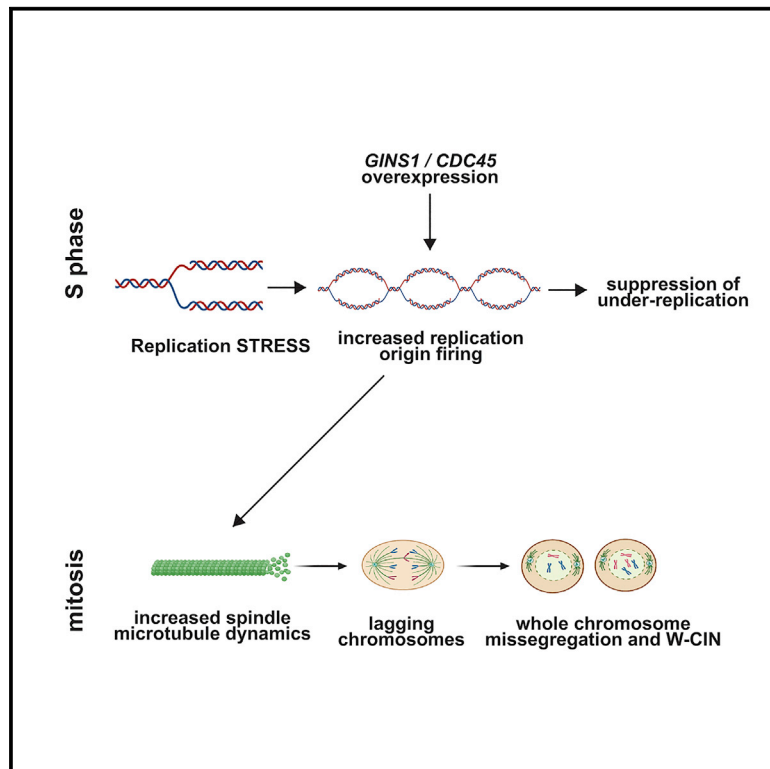 GINS1 / CDC45
overexpression
S phase
Replication STRESS
increased replication
origin firing
suppression of
under-replication
mitosis
increased spindle
microtubule dynamics
lagging
chromosomes
whole chromosome
missegregation and W-CIN